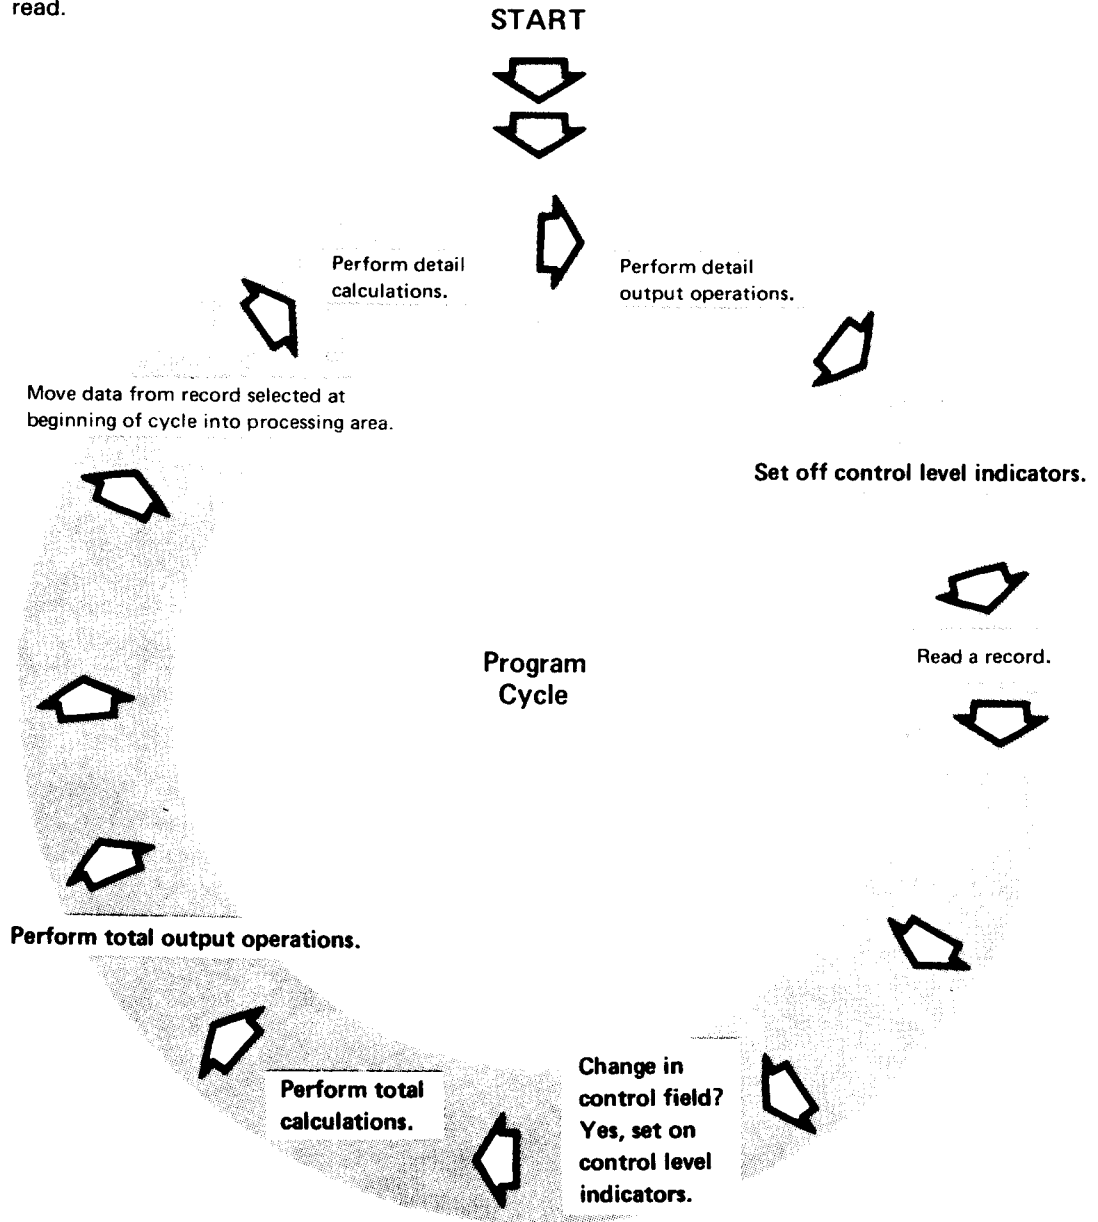 read.
START
Perform detail
calculations.
Perform detail
output operations.
Move data from record selected at
beginning of cycle into processing area.
Set off control level indicators.
Read a record.
Program
Cycle
Perform total output operations.
Change in
control field?
Yes, set on
control level
indicators.
Perform total
calculations.